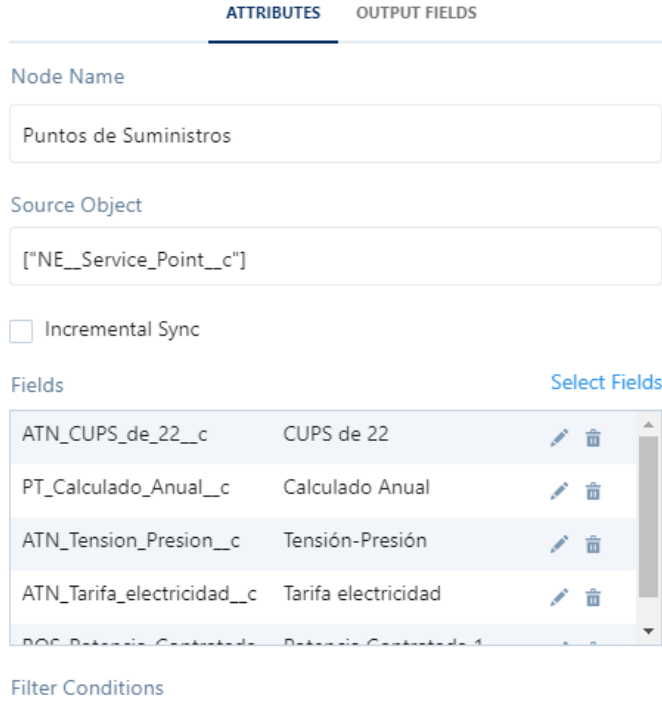 ATTRIBUTES OUTPUT FIELDS
Node Name
Puntos de Suministros
Source Object
["NE__Service_Point__c"]
Incremental Sync
Fields Select Fields
ATN_CUPS_de_22__c CUPS de 22
PT_Calculado_Anual__c Calculado Anual
ATN_Tension_Presion__c Tensión-Presión
ATN_Tarifa_electricidad__c Tarifa electricidad
Filter Conditions